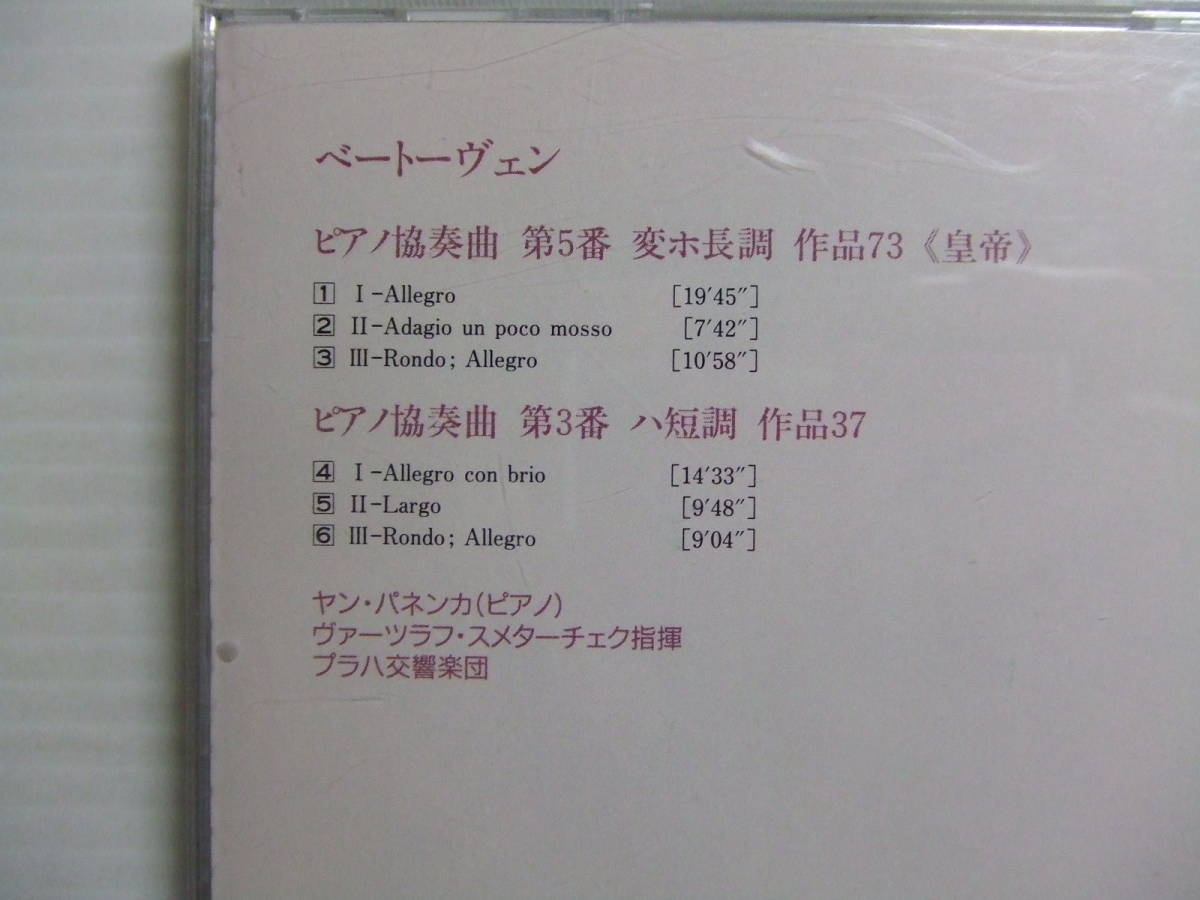 ベートーヴェン
ピアノ協奏曲 第5番 変ホ長調 作品73《皇帝》
1 I-Allegro [19′45″]
2 II-Adagio un poco mosso [7′42″]
3 III-Rondo; Allegro [10′58″]
ピアノ協奏曲 第3番 ハ短調 作品37
4 I-Allegro con brio [14′33″]
5 II-Largo [9′48″]
6 III-Rondo; Allegro [9′04″]
ヤン・パネンカ(ピアノ)
ヴァーツラフ・スメターチェク指揮
プラハ交響楽団